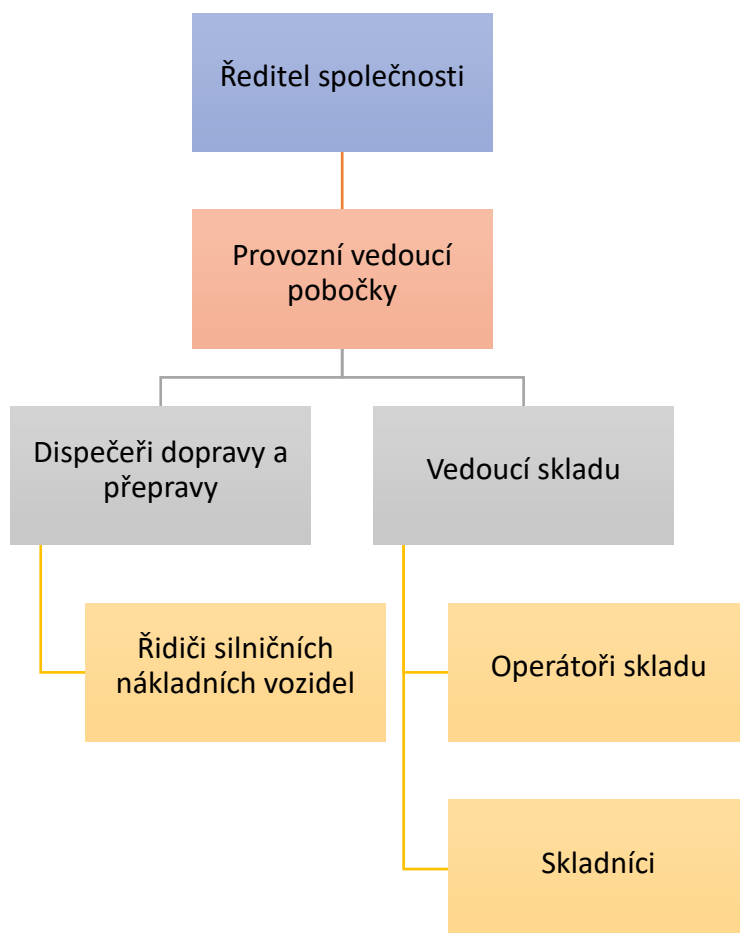 Ředitel společnosti
Provozní vedoucí
pobočky
Dispečeři dopravy a
přepravy
Vedoucí skladu
Řidiči silničních
nákladních vozidel
Operátoři skladu
Skladníci